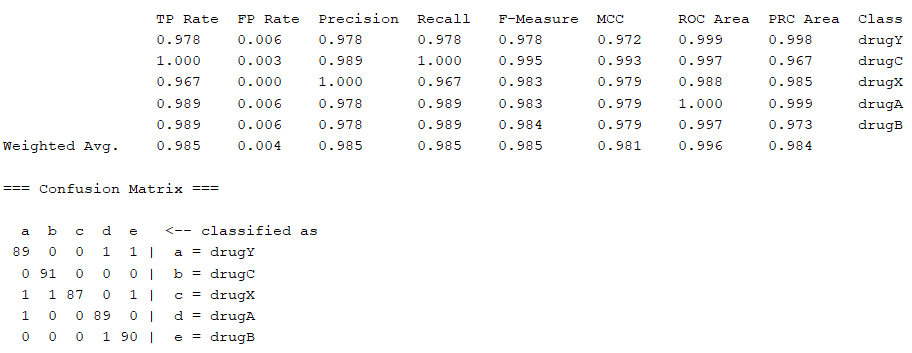 TP Rate  FP Rate  Precision  Recall   F-Measure  MCC      ROC Area  PRC Area  Class
0.978    0.006    0.978      0.978    0.978      0.972    0.999     0.998     drugY
1.000    0.003    0.989      1.000    0.995      0.993    0.997     0.967     drugC
0.967    0.000    1.000      0.967    0.983      0.979    0.988     0.985     drugX
0.989    0.006    0.978      0.989    0.983      0.979    1.000     0.999     drugA
0.989    0.006    0.978      0.989    0.984      0.979    0.997     0.973     drugB
Weighted Avg.    0.985    0.004    0.985      0.985    0.985      0.981    0.996     0.984
=== Confusion Matrix ===
a  b  c  d  e   <-- classified as
89  0  0  1  1 |  a = drugY
0 91  0  0  0 |  b = drugC
1  1 87  0  1 |  c = drugX
1  0  0 89  0 |  d = drugA
0  0  0  1 90 |  e = drugB